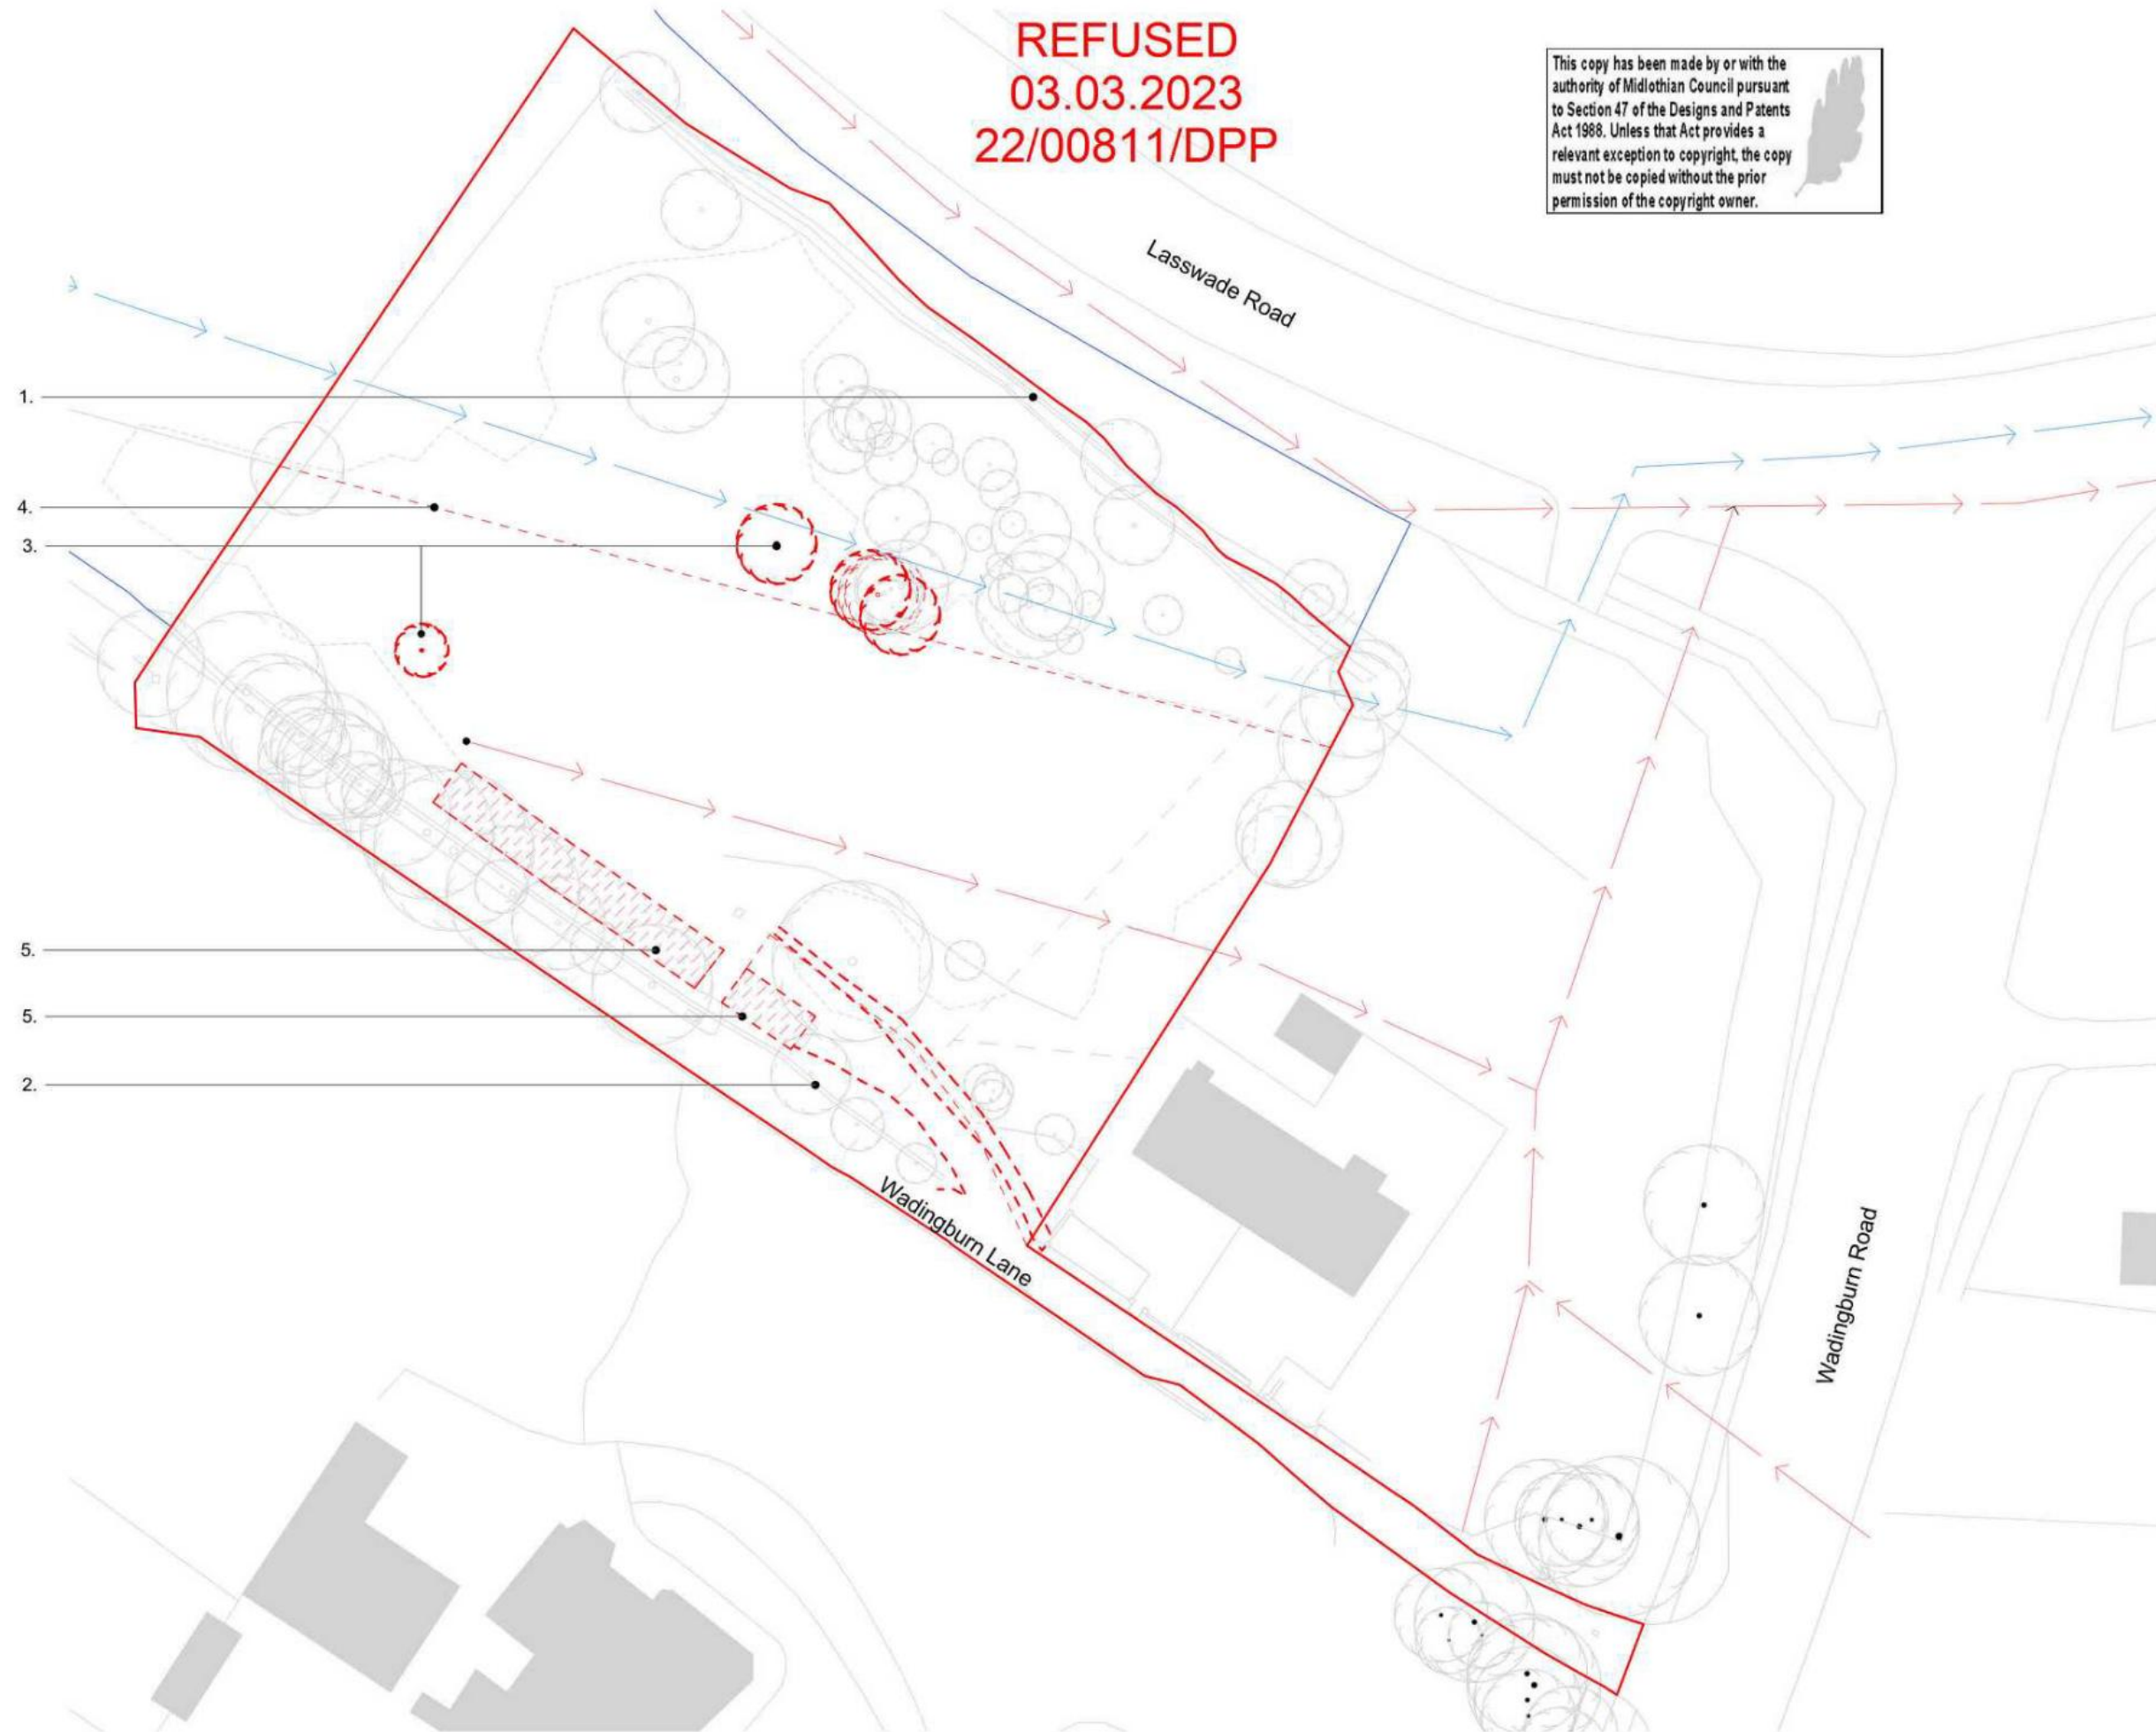 REFUSED
03.03.2023
22/00811/DPP
This copy has been made by or with the
authority of Midlothian Council pursuant
to Section 47 of the Designs and Patents
Act 1988. Unless that Act provides a
relevant exception to copyright, the copy
must not be copied without the prior
permission of the copyright owner.
Lasswade Road
1.
4.
3.
5.
5.
2.
Wadingburn Lane
Wadingburn Road